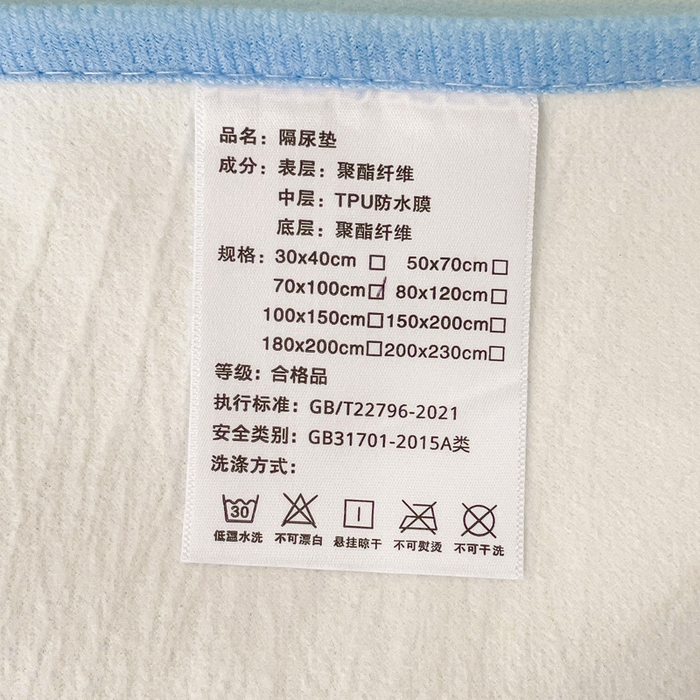 品名：隔尿垫
成分：表层：聚酯纤维
中层：TPU防水膜
底层：聚酯纤维
规格：30x40cm □ 50x70cm□
70x100cm☑ 80x120cm□
100x150cm□150x200cm□
180x200cm□200x230cm□
等级：合格品
执行标准：GB/T22796-2021
安全类别：GB31701-2015A类
洗涤方式：
30
低温水洗 不可漂白 悬挂晾干 不可熨烫 不可干洗